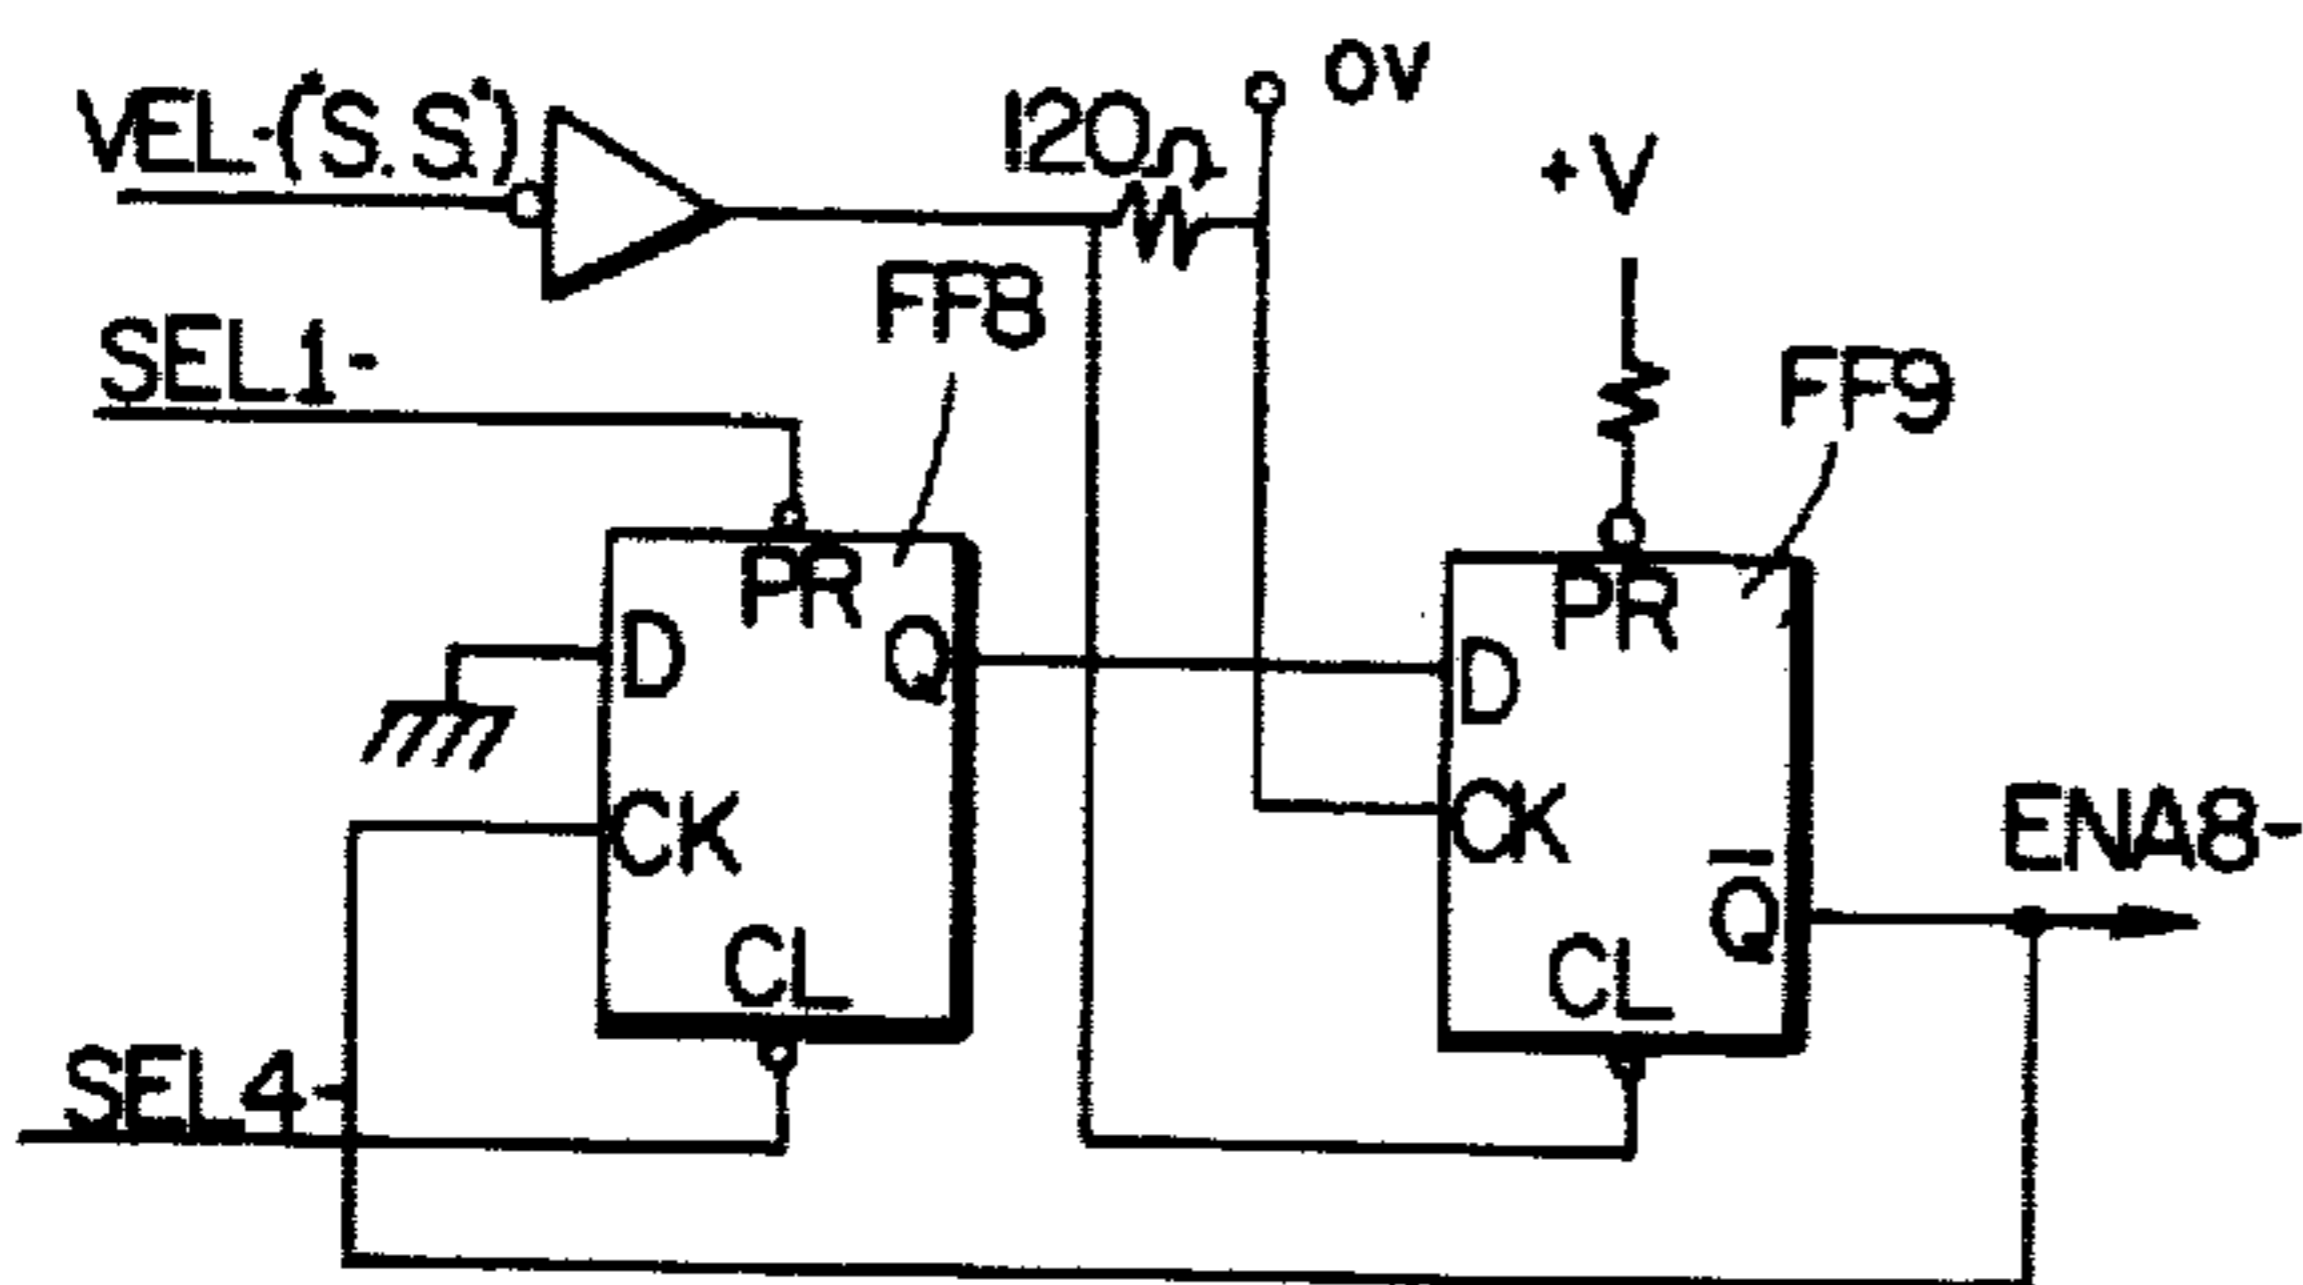 VEL-("S.S")
120Ω
0V
+V
SEL1-
FF8
FF9
PR
D
Q
CK
CL
PR
D
CK
Q̅
CL
ENA8-
SEL4-